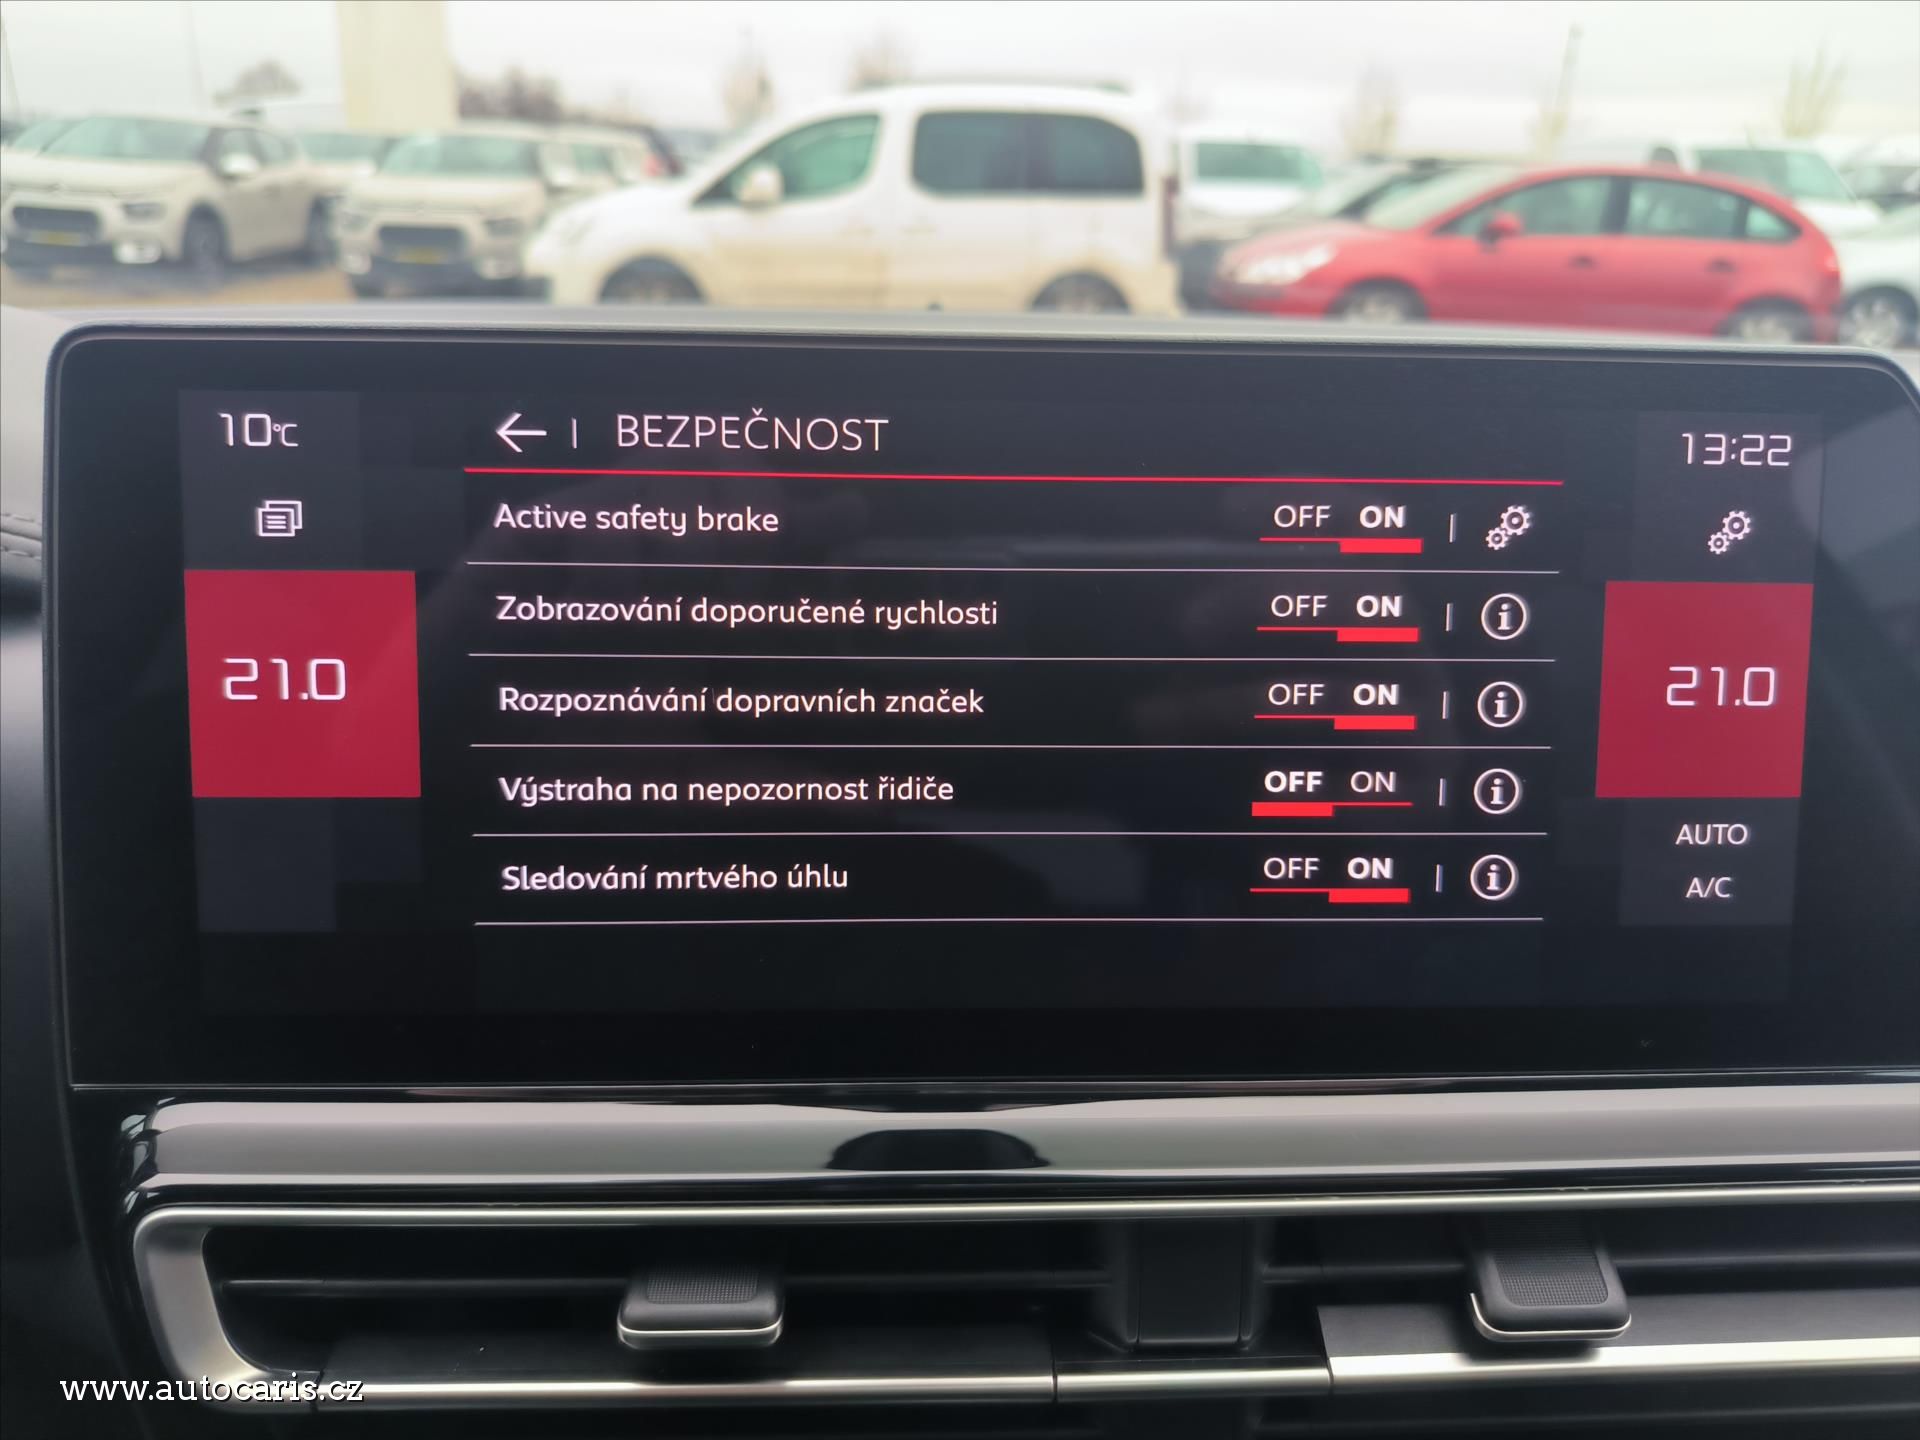 10°C
BEZPEČNOST
13:22
Active safety brake OFF ON
Zobrazování doporučené rychlosti OFF ON
21.0
Rozpoznávání dopravních značek OFF ON
21.0
Výstraha na nepozornost řidiče OFF ON
AUTO
Sledování mrtvého úhlu OFF ON
A/C
www.autocaris.cz